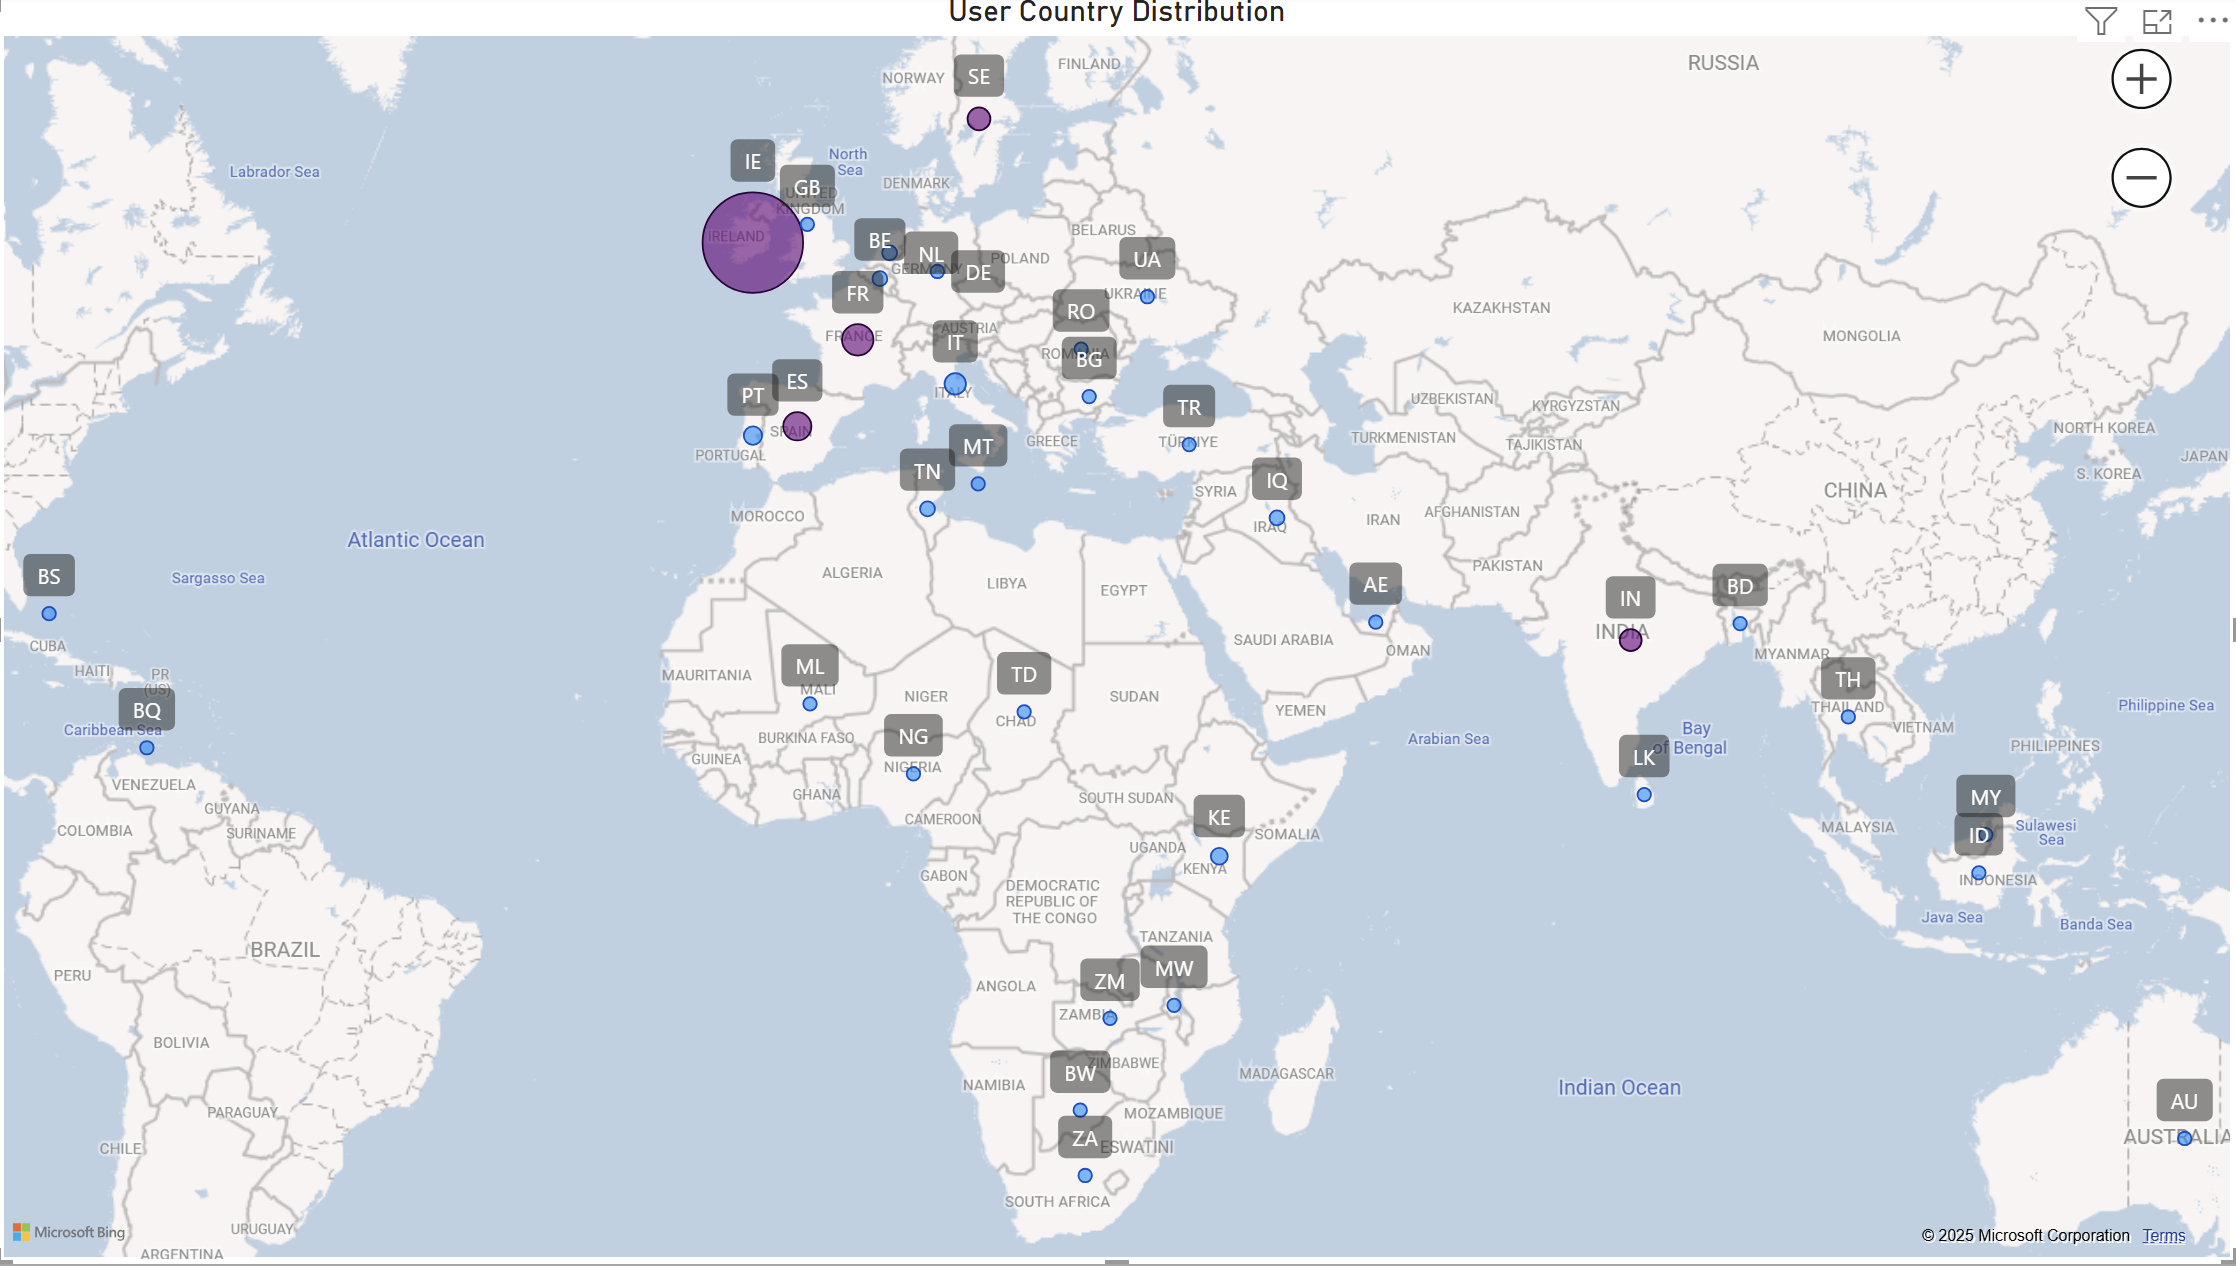 User Country Distribution
RUSSIA
FINLAND
NORWAY
SE
Labrador Sea
IE
North
Sea
GB
UNITED
KINGDOM
DENMARK
IRELAND
BE
NL
GERMANY
DE
POLAND
BELARUS
UA
UKRAINE
FR
FRANCE
AUSTRIA
IT
ITALY
RO
ROMANIA
BG
KAZAKHSTAN
MONGOLIA
PT
ES
SPAIN
PORTUGAL
MT
TN
GREECE
TR
TÜRKIYE
UZBEKISTAN
KYRGYZSTAN
TURKMENISTAN
TAJIKISTAN
NORTH KOREA
S. KOREA
JAPAN
CHINA
SYRIA
IQ
IRAQ
IRAN
AFGHANISTAN
PAKISTAN
MOROCCO
Atlantic Ocean
Sargasso Sea
BS
CUBA
HAITI
PR
(US)
BQ
Caribbean Sea
ALGERIA
LIBYA
EGYPT
SAUDI ARABIA
AE
OMAN
YEMEN
IN
INDIA
BD
MYANMAR
TH
THAILAND
VIETNAM
Philippine Sea
PHILIPPINES
MAURITANIA
ML
MALI
NIGER
TD
CHAD
SUDAN
BURKINA FASO
NG
NIGERIA
GUINEA
GHANA
CAMEROON
SOUTH SUDAN
Arabian Sea
Bay
of Bengal
LK
VENEZUELA
GUYANA
SURINAME
COLOMBIA
KE
KENYA
SOMALIA
UGANDA
GABON
DEMOCRATIC
REPUBLIC OF
THE CONGO
MALAYSIA
MY
ID
Sulawesi
Sea
INDONESIA
Java Sea
Banda Sea
BRAZIL
PERU
TANZANIA
ANGOLA
ZM
ZAMBIA
MW
BOLIVIA
NAMIBIA
BW
ZIMBABWE
MADAGASCAR
Indian Ocean
MOZAMBIQUE
AU
AUSTRALIA
PARAGUAY
CHILE
ZA
ESWATINI
SOUTH AFRICA
URUGUAY
ARGENTINA
Microsoft Bing
© 2025 Microsoft Corporation Terms